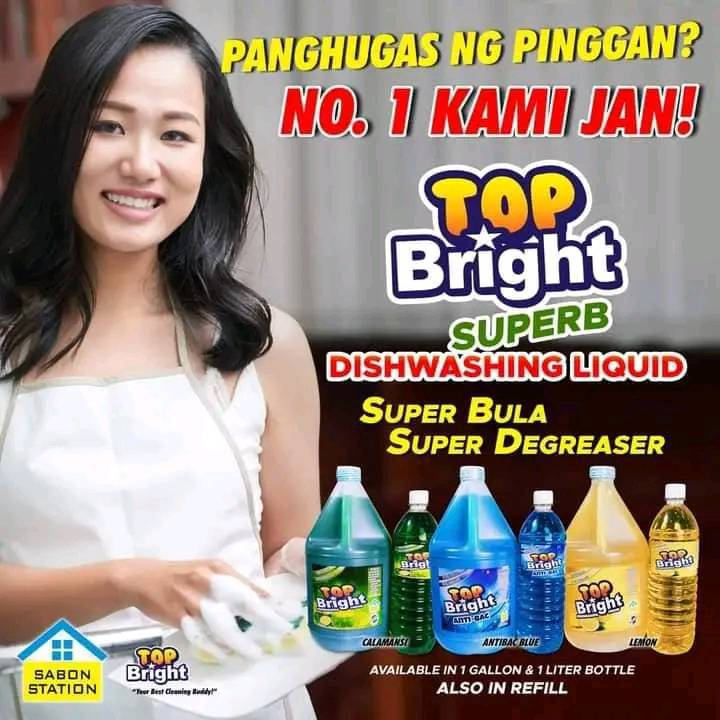 PANGHUGAS NG PINGGAN?
NO. 1 KAMI JAN!
TOP
Bright
SUPERB
DISHWASHING LIQUID
SUPER BULA
SUPER DEGREASER
TOP
Bright
TOP
Bright
TOP
Bright
ANTI-BAC
TOP
Bright
ANTI-BAC
TOP
Bright
TOP
Bright
CALAMANSI
ANTIBAC BLUE
LEMON
AVAILABLE IN 1 GALLON & 1 LITER BOTTLE
ALSO IN REFILL
SABON
STATION
TOP
Bright
"Your Best Cleaning Buddy!"